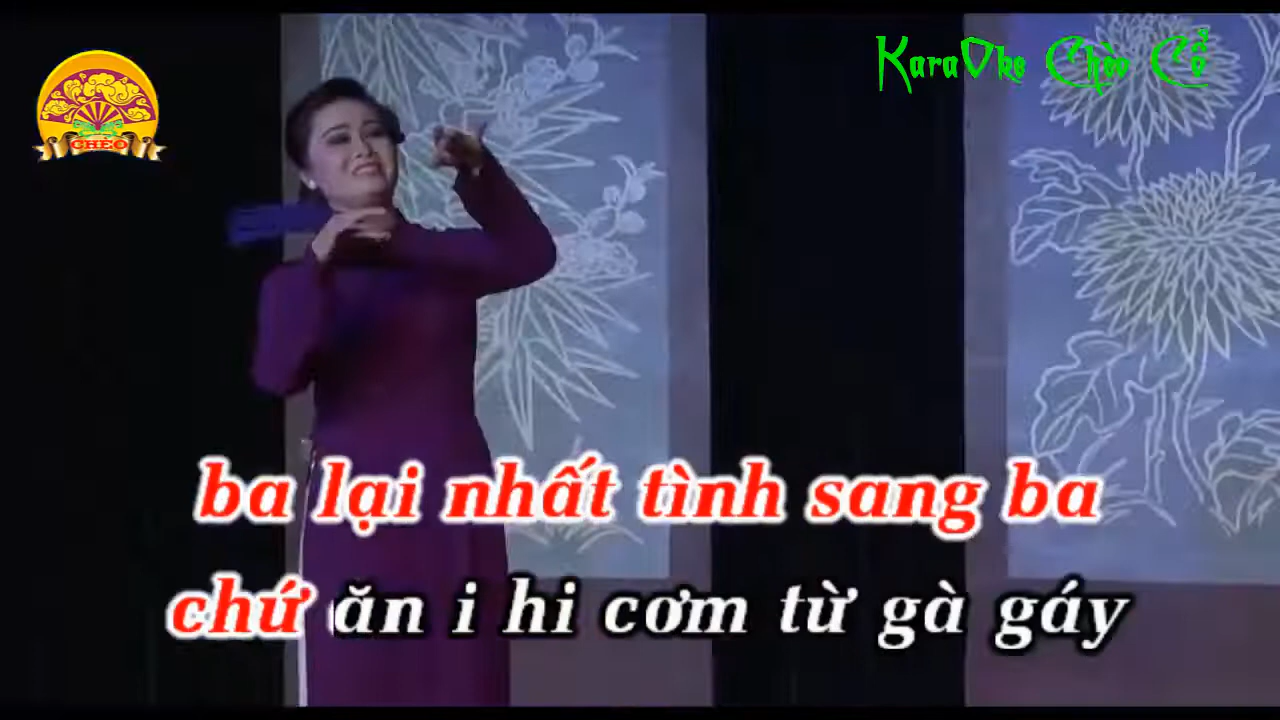 KaraOke Chèo Cổ
CHÈO
ba lại nhất tình sang ba
chứ ăn i hi cơm từ gà gáy